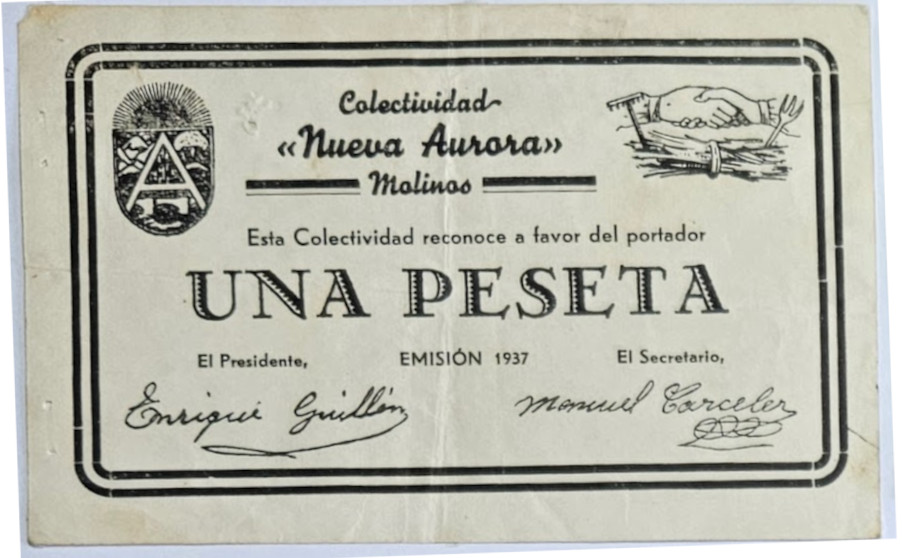 Colectividad
«Nueva Aurora»
Molinos
Esta Colectividad reconoce a favor del portador
UNA PESETA
El Presidente, EMISIÓN 1937 El Secretario,
Enrique Guillén Manuel Carceler